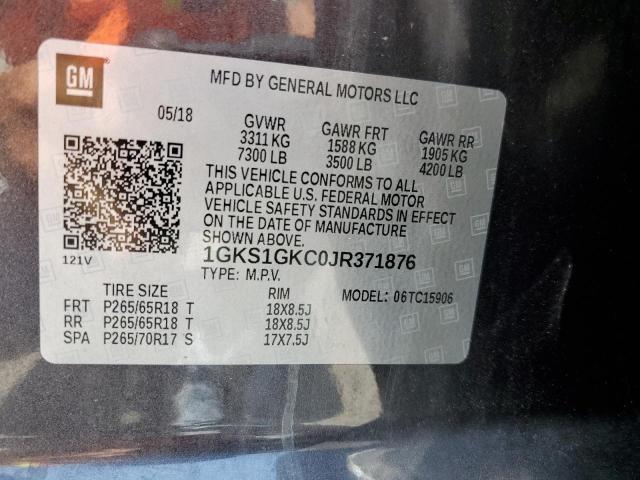 GM
MFD BY GENERAL MOTORS LLC
05/18
GVWR GAWR FRT GAWR RR
3311 KG 1588 KG 1905 KG
7300 LB 3500 LB 4200 LB
THIS VEHICLE CONFORMS TO ALL
APPLICABLE U.S. FEDERAL MOTOR
VEHICLE SAFETY STANDARDS IN EFFECT
ON THE DATE OF MANUFACTURE
SHOWN ABOVE.
121V
1GKS1GKC0JR371876
TYPE: M.P.V.
TIRE SIZE RIM MODEL: 06TC15906
FRT P265/65R18 T 18X8.5J
RR P265/65R18 T 18X8.5J
SPA P265/70R17 S 17X7.5J